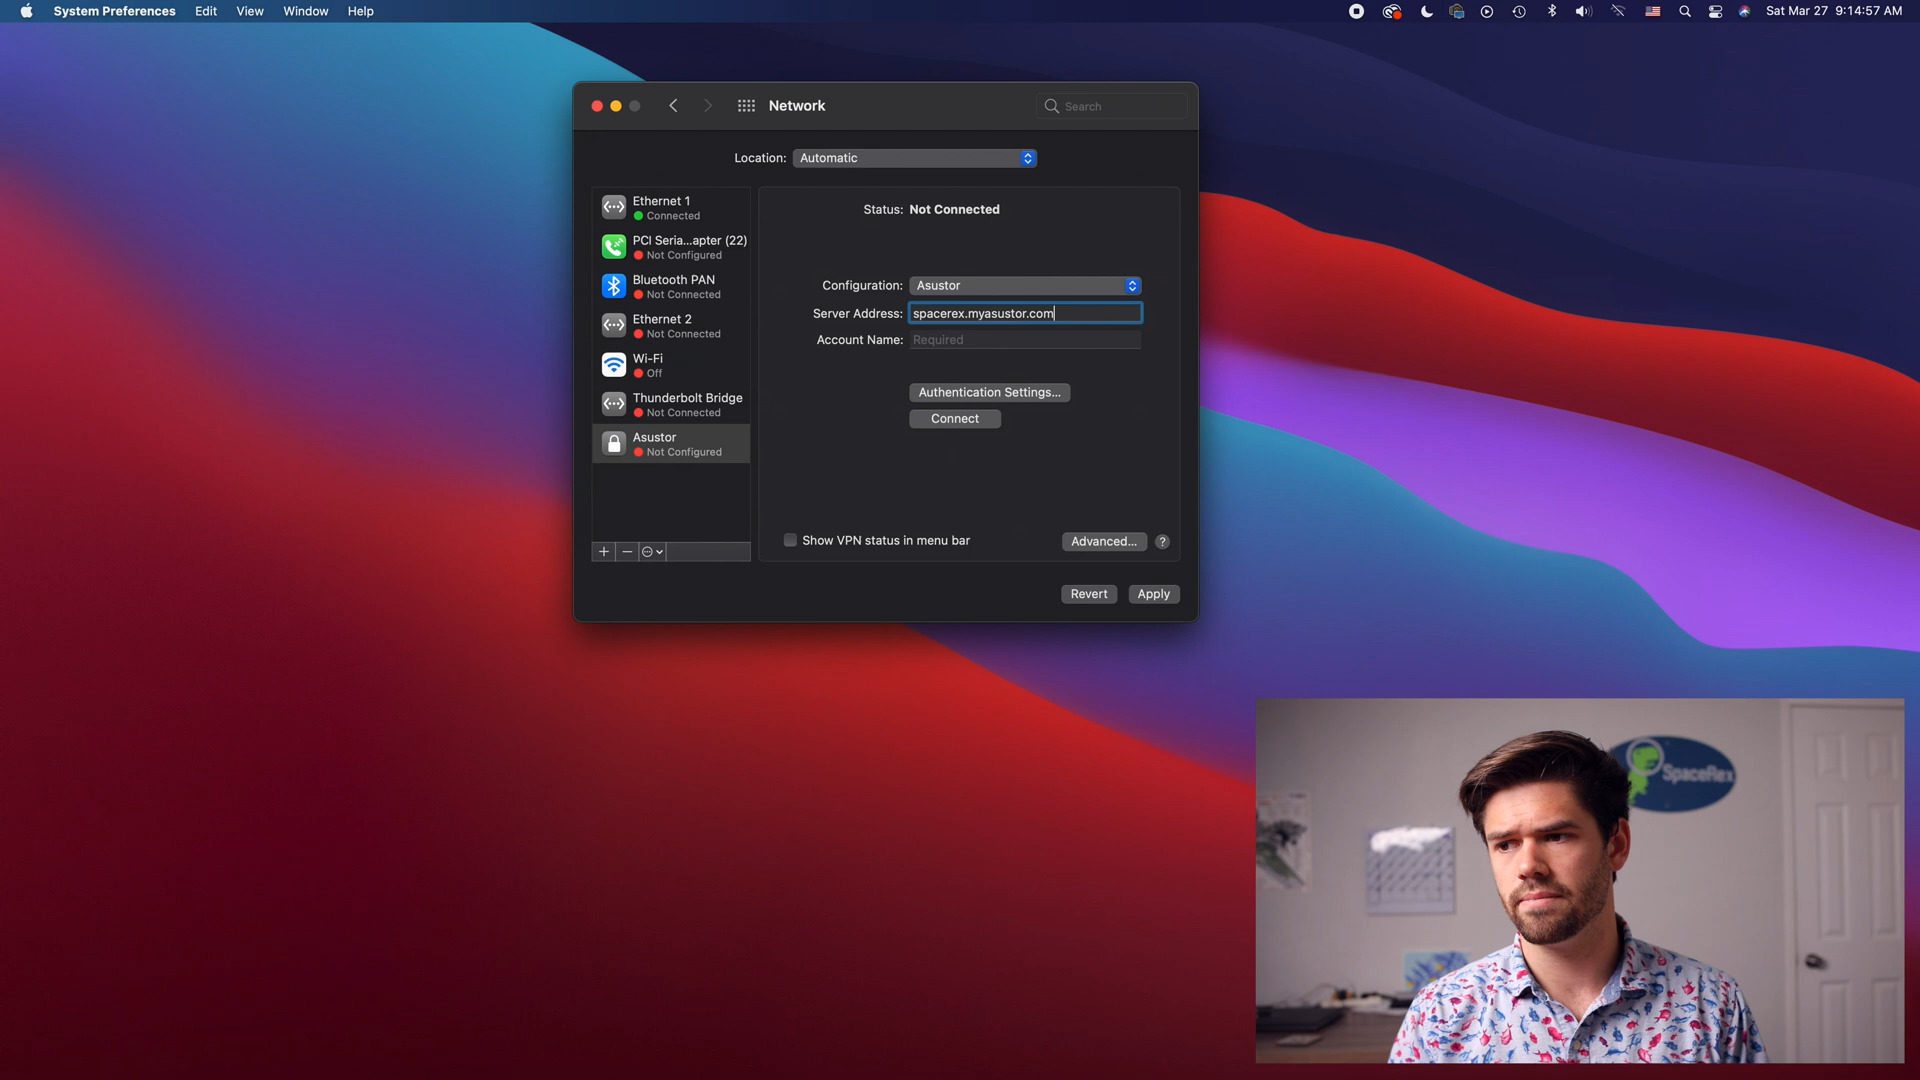 System Preferences Edit View Window Help
Sat Mar 27 9:14:57 AM
Network
Search
Location: Automatic
Ethernet 1
Connected
PCI Seria...apter (22)
Not Configured
Bluetooth PAN
Not Connected
Ethernet 2
Not Connected
Wi-Fi
Off
Thunderbolt Bridge
Not Connected
Asustor
Not Configured
Status: Not Connected
Configuration: Asustor
Server Address: spacerex.myasustor.com
Account Name: Required
Authentication Settings...
Connect
Show VPN status in menu bar
Advanced...
?
Revert
Apply
SpaceRex